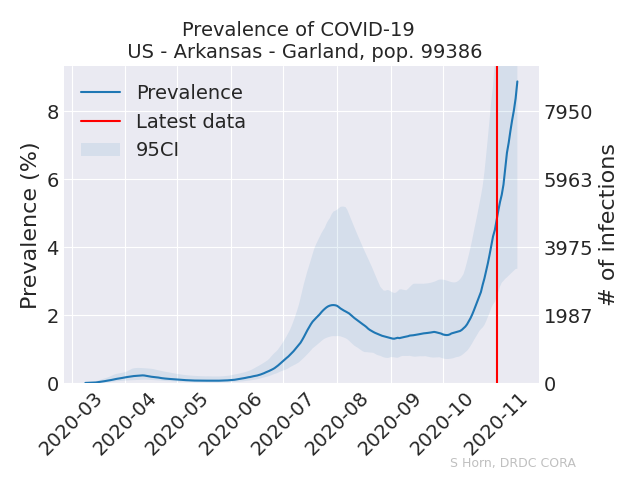 Prevalence of COVID-19
US - Arkansas - Garland, pop. 99386
Prevalence
Latest data
95CI
Prevalence (%)
8
6
4
2
0
7950
5963
3975
1987
0
# of infections
2020-03
2020-04
2020-05
2020-06
2020-07
2020-08
2020-09
2020-10
2020-11
S Horn, DRDC CORA